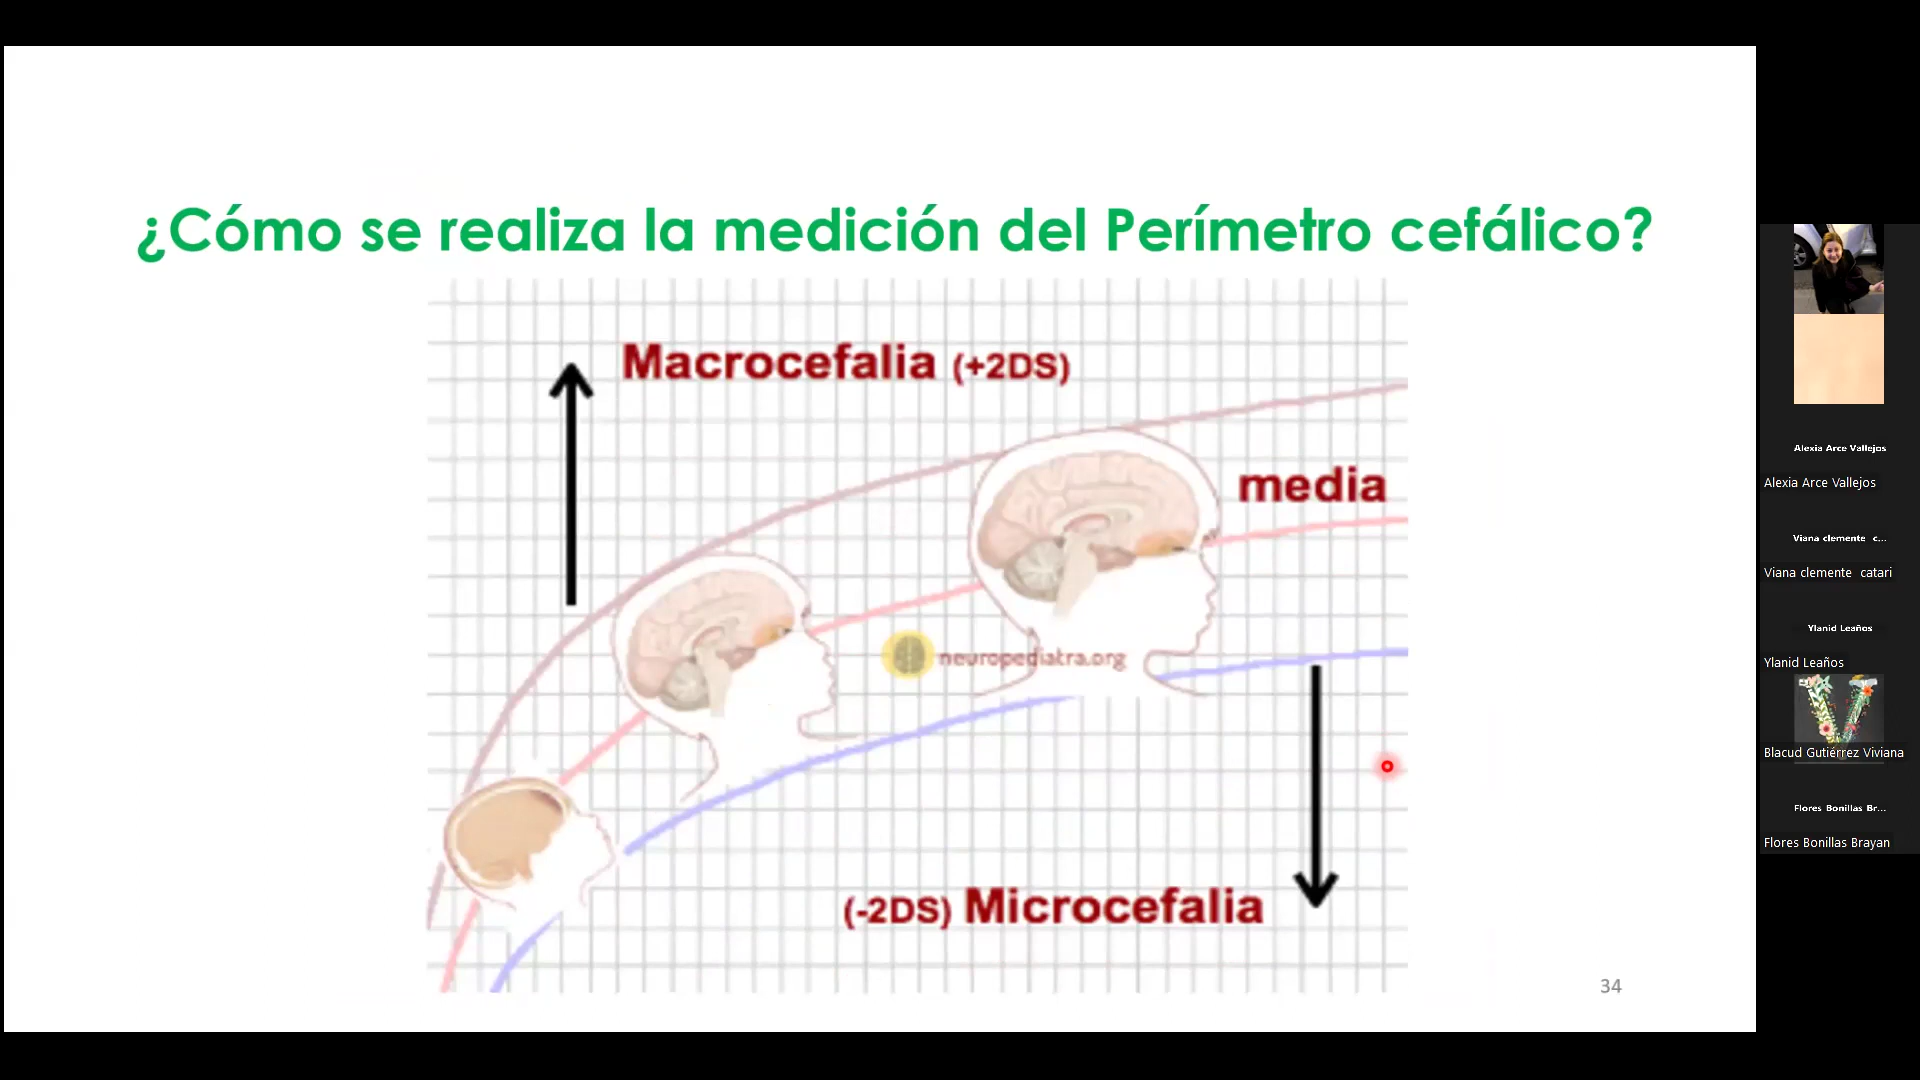 ¿Cómo se realiza la medición del Perímetro cefálico?
Macrocefalia (+2DS)
media
neuropediatra.org
(-2DS) Microcefalia
34
Alexia Arce Vallejos
Alexia Arce Vallejos
Viana clemente c...
Viana clemente catari
Ylanid Leaños
Ylanid Leaños
Blacud Gutiérrez Viviana
Flores Bonillas Br...
Flores Bonillas Brayan